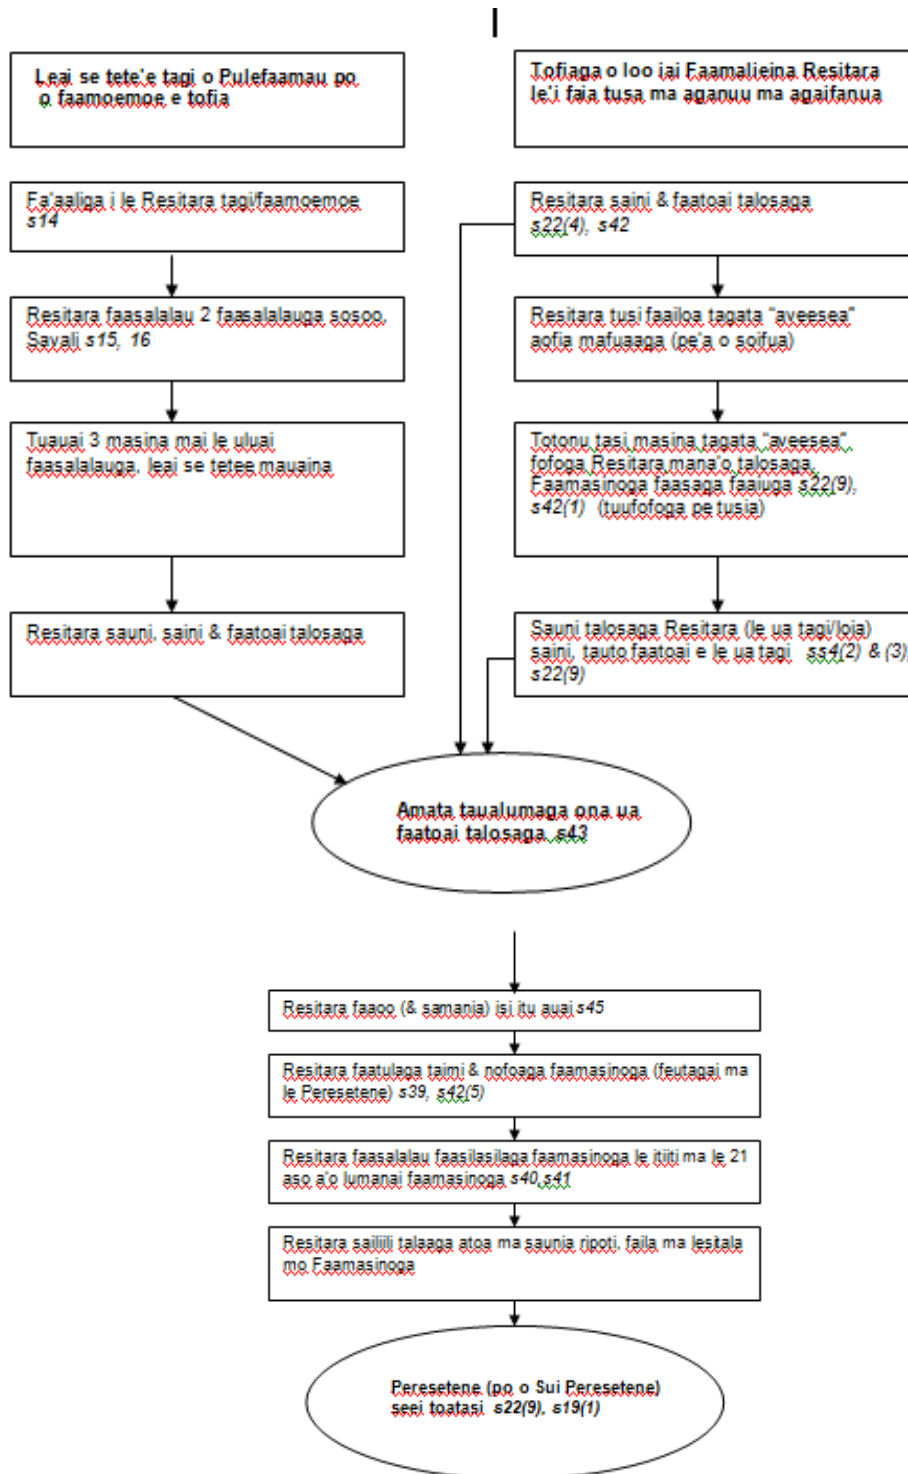 Leai se tete'e tagi o Pulefaamau po
o faamoemoe e tofia
Fa'aaliga i le Resitara tagi/faamoemoe
s14
Resitara faasalalau 2 faasalalauga sosoo,
Savali s15, 16
Tuauai 3 masina mai le uluai
faasalalauga, leai se tetee mauaina
Resitara sauni, saini & faatoai talosaga
Tofiaga o loo iai Faamalieina Resitara
le'i faia tusa ma aganuu ma agaifanua
Resitara saini & faatoai talosaga
s22(4), s42
Resitara tusi faailoa tagata "aveesea"
aofia mafuaaga (pe'a o soifua)
Totonu tasi masina tagata "aveesea"
fofoga Resitara mana'o talosaga
Faamasinoga faasaga faaiuga s22(9),
s42(1) (tuufofoga pe tusia)
Sauni talosaga Resitara (le ua tagi/loia)
saini, tauto faatoai e le ua tagi ss4(2) & (3),
s22(9)
Amata taualumaga ona ua
faatoai talosaga s43
Resitara faaoo (& samania) isi itu auai s45
Resitara faatulaga taimi & nofoaga faamasinoga (feutagai ma
le Peresetene) s39, s42(5)
Resitara faasalalau faasilasilaga faamasinoga le itiiti ma le 21
aso a'o lumanai faamasinoga s40,s41
Resitara sailiili talaaga atoa ma saunia ripoti, faila ma lesitala
mo Faamasinoga
Peresetene (po o Sui Peresetene)
seei toatasi s22(9), s19(1)